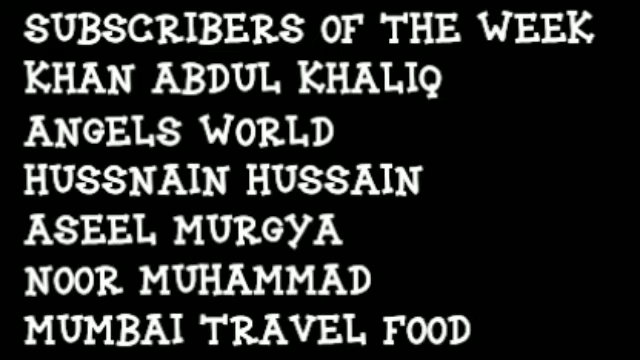 SUBSCRIBERS OF THE WEEK
KHAN ABDUL KHALIQ
ANGELS WORLD
HUSSNAIN HUSSAIN
ASEEL MURGYA
NOOR MUHAMMAD
MUMBAI TRAVEL FOOD